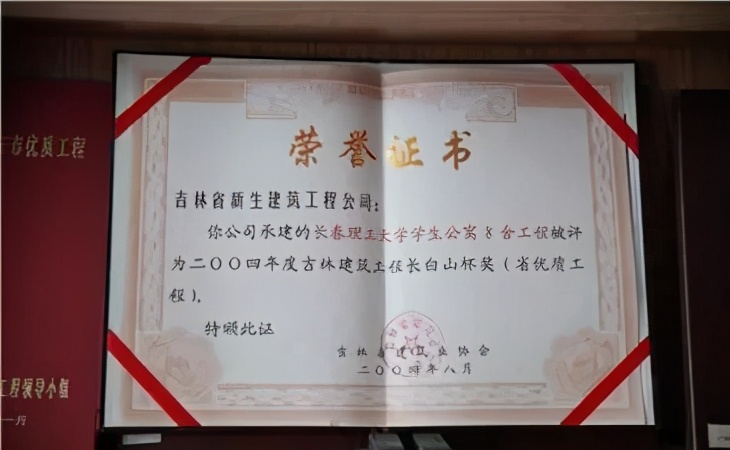 荣誉证书
吉林省新生建筑工程公司:
你公司承建的长春理工大学学生公寓8舍工程被评
为二〇〇四年度吉林建筑工程长白山杯奖(省优质工
程)。
特颁此证
吉林省建筑业协会
二〇〇四年八月
市优质工程
工程领导小组
一月